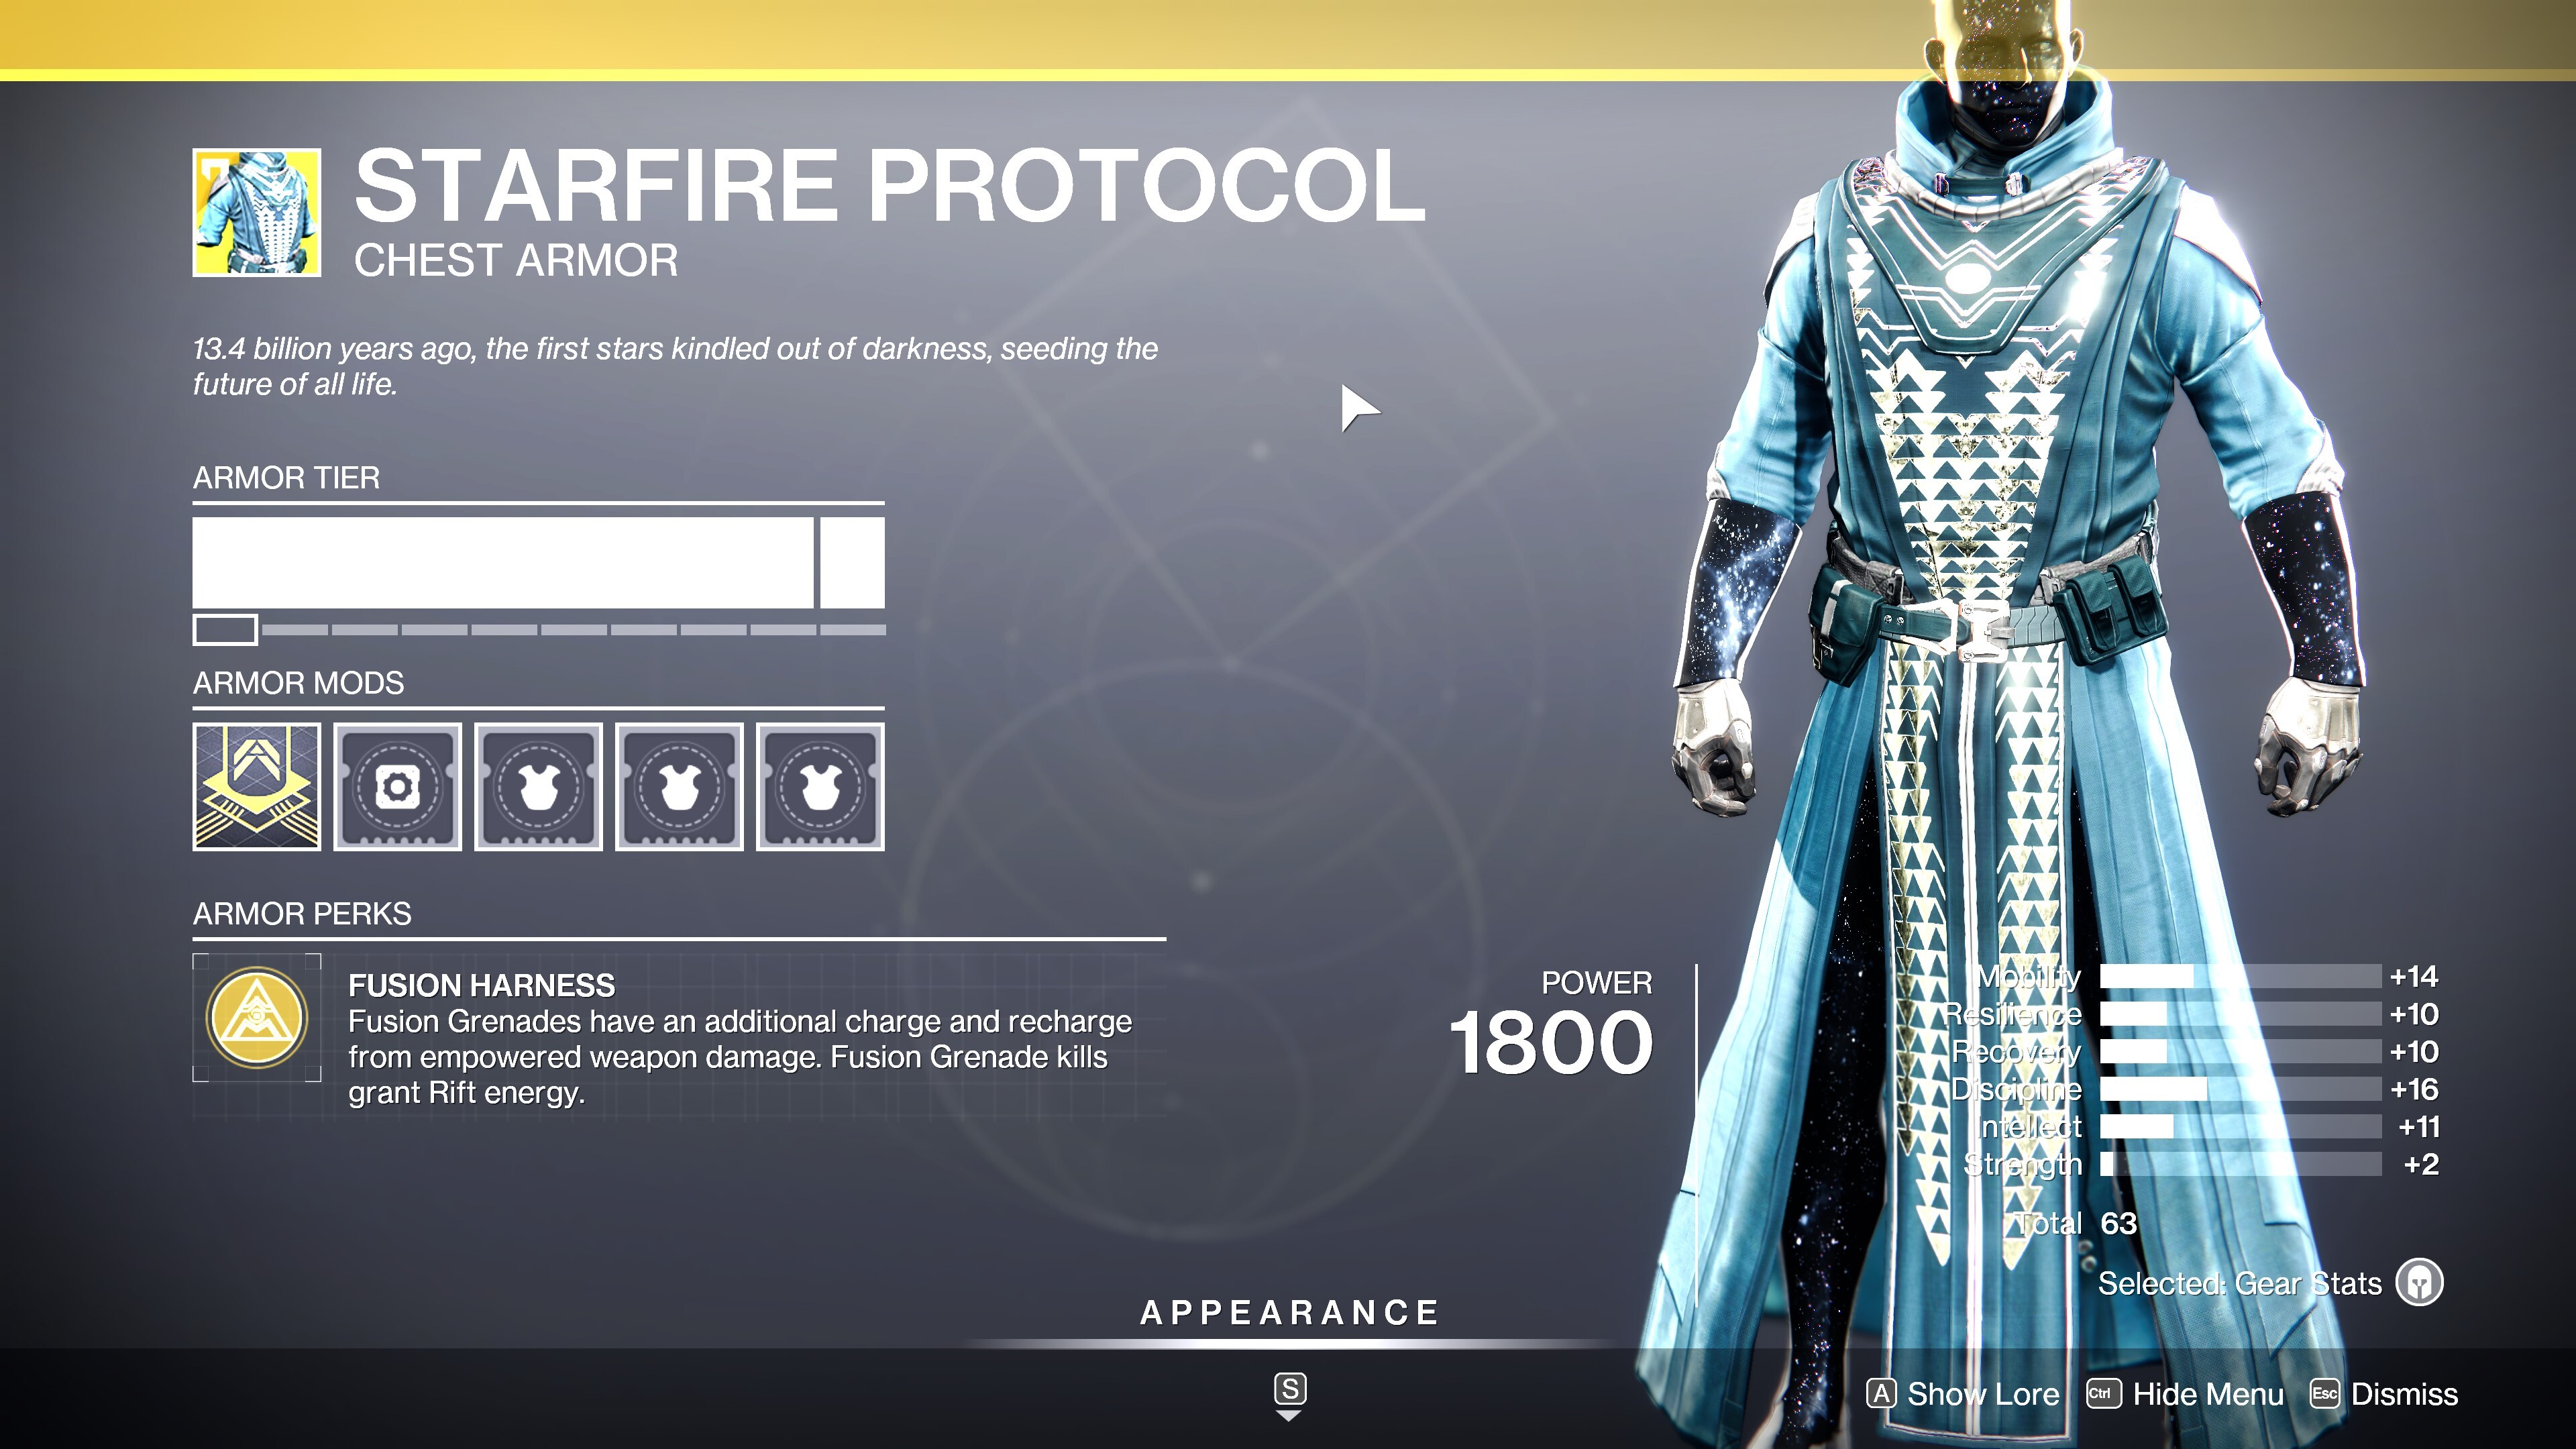 STARFIRE PROTOCOL
CHEST ARMOR
13.4 billion years ago, the first stars kindled out of darkness, seeding the
future of all life.
ARMOR TIER
ARMOR MODS
ARMOR PERKS
FUSION HARNESS
Fusion Grenades have an additional charge and recharge
from empowered weapon damage. Fusion Grenade kills
grant Rift energy.
POWER
1800
Mobility +14
Resilience +10
Recovery +10
Discipline +16
Intellect +11
Strength +2
Total 63
Selected: Gear Stats
APPEARANCE
S
A Show Lore Ctrl Hide Menu Esc Dismiss